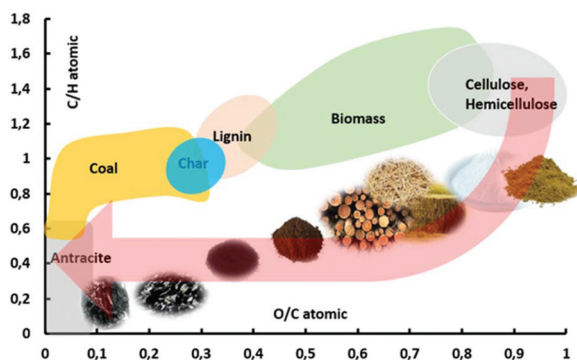 1,8
1,6
1,4
1,2
1
0,8
0,6
0,4
0,2
0
C/H atomic
Cellulose,
Hemicellulose
Biomass
Lignin
Char
Coal
Antracite
O/C atomic
0 0,1 0,2 0,3 0,4 0,5 0,6 0,7 0,8 0,9 1